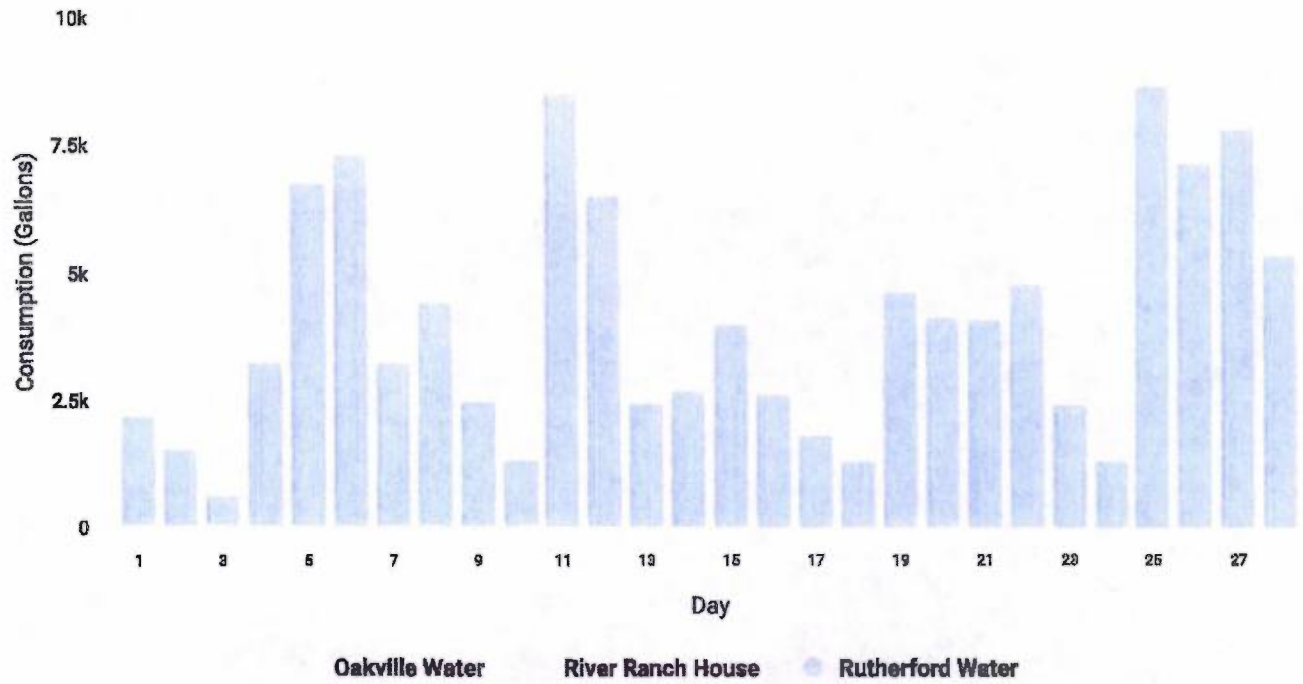 10k
7.5k
5k
2.5k
0
Consumption (Gallons)
1 3 5 7 9 11 13 15 17 19 21 23 25 27
Day
Oakville Water River Ranch House Rutherford Water